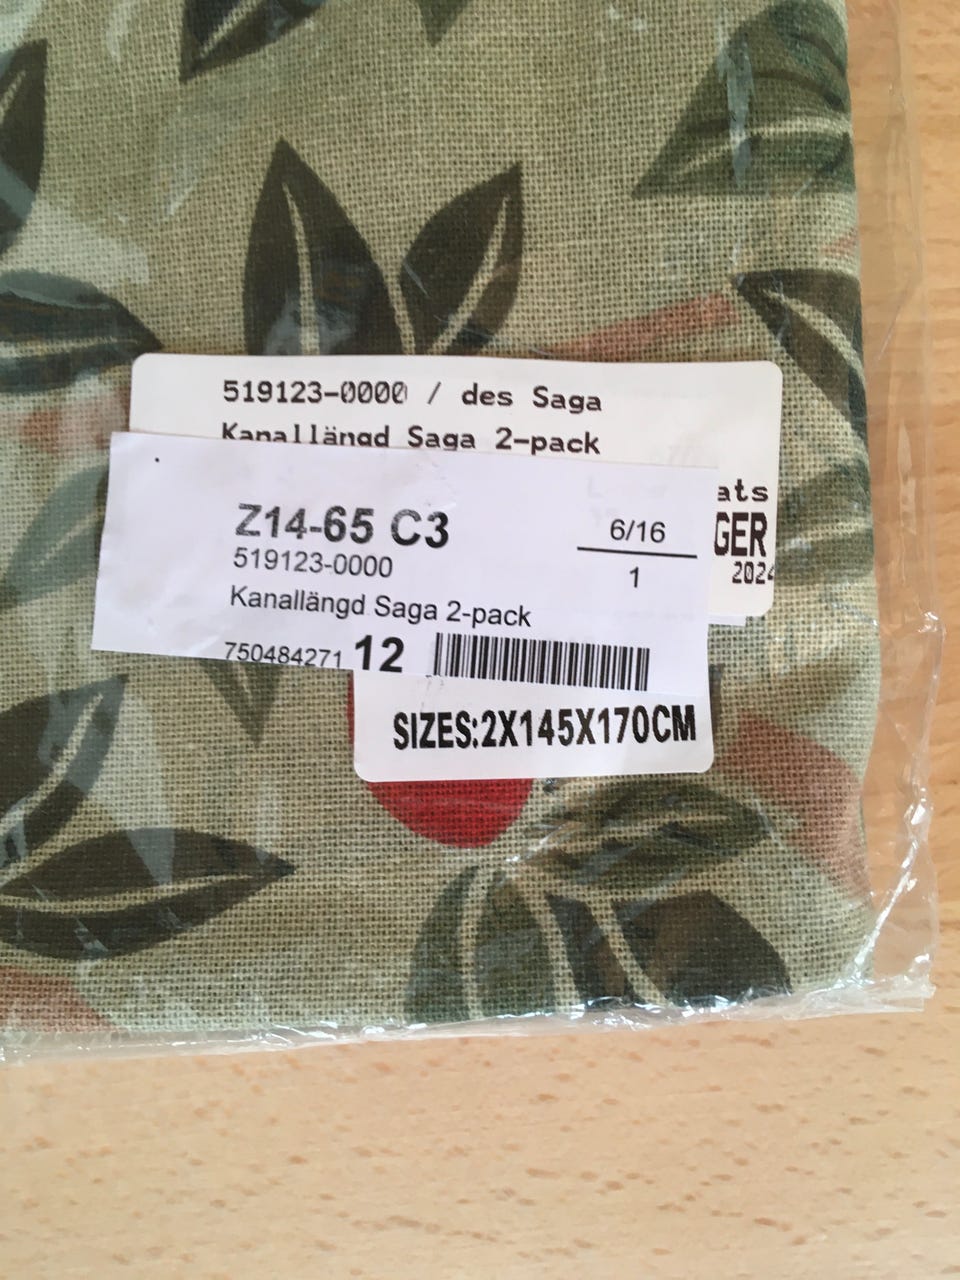 519123-0000 / des Saga
Kanallängd Saga 2-pack
ats
GER
2024
Z14-65 C3
6/16
1
519123-0000
Kanallängd Saga 2-pack
750484271 12
SIZES:2X145X170CM